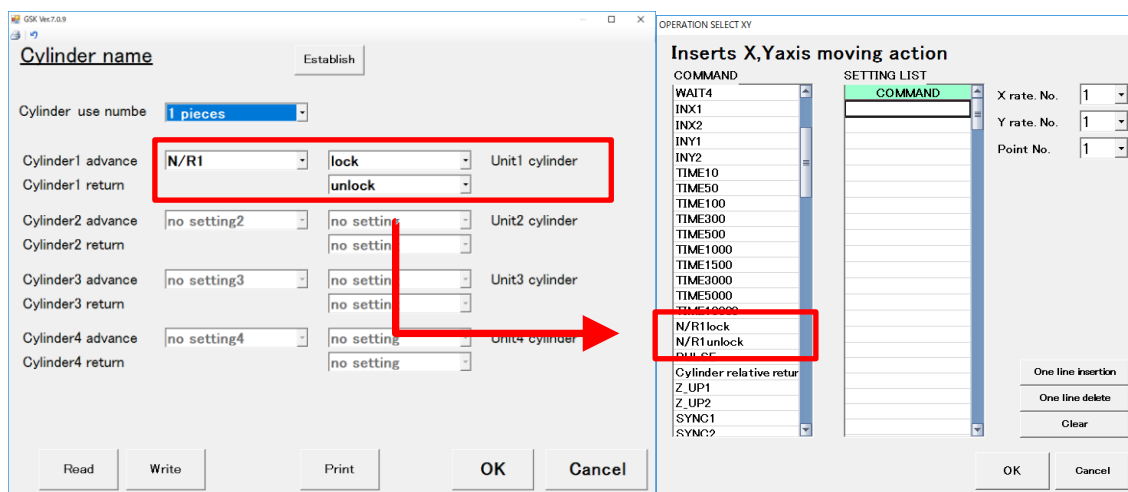 GSK Ver.7.0.9
Cylinder name
Establish
Cylinder use numbe
1 pieces
Cylinder1 advance
N/R1
lock
Unit1 cylinder
Cylinder1 return
unlock
Cylinder2 advance
no setting2
no setting
Unit2 cylinder
Cylinder2 return
no setting
Cylinder3 advance
no setting3
no setting
Unit3 cylinder
Cylinder3 return
no setting
Cylinder4 advance
no setting4
no setting
Unit4 cylinder
Cylinder4 return
no setting
Read
Write
Print
OK
Cancel
OPERATION SELECT XY
Inserts X,Yaxis moving action
COMMAND
WAIT4
INX1
INX2
INY1
INY2
TIME10
TIME50
TIME100
TIME300
TIME500
TIME1000
TIME1500
TIME3000
TIME5000
TIME10000
N/R1lock
N/R1unlock
PULSE
Cylinder relative retur
Z_UP1
Z_UP2
SYNC1
SYNC2
SETTING LIST
COMMAND
X rate. No.
1
Y rate. No.
1
Point No.
1
One line insertion
One line delete
Clear
OK
Cancel